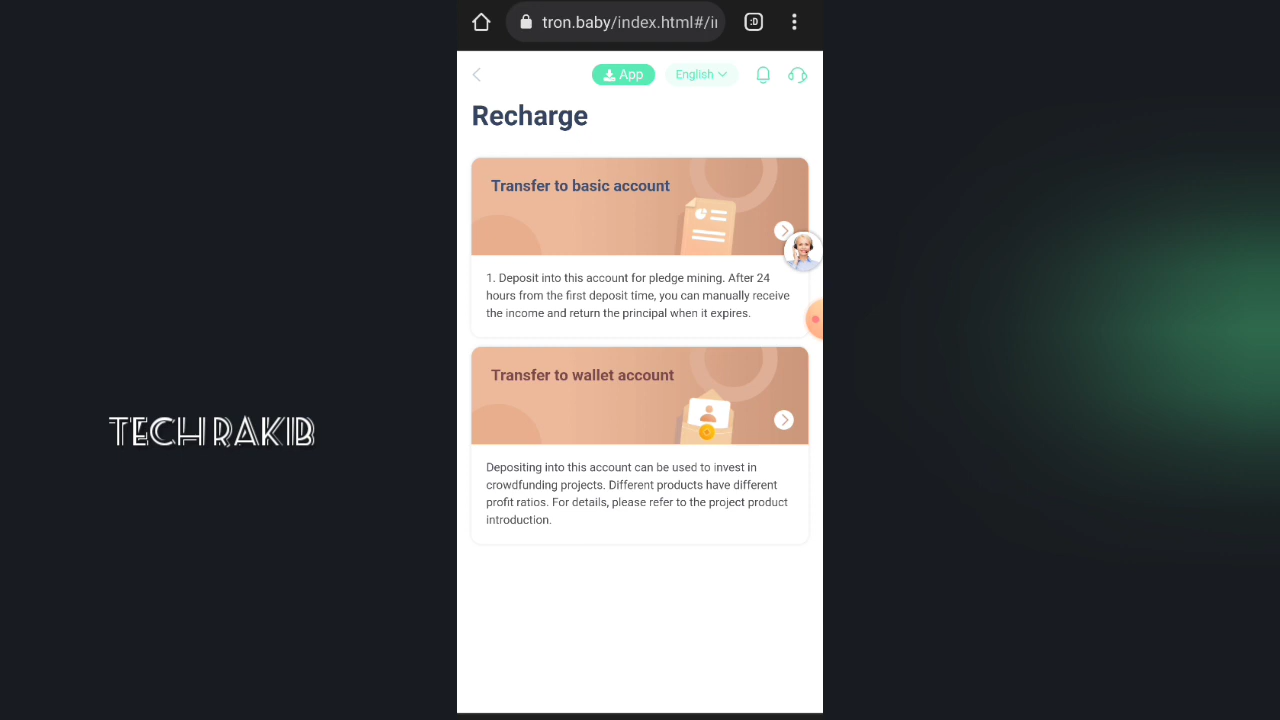 :D
tron.baby/index.html#/i
App
English
Recharge
Transfer to basic account
1. Deposit into this account for pledge mining. After 24
hours from the first deposit time, you can manually receive
the income and return the principal when it expires.
Transfer to wallet account
Depositing into this account can be used to invest in
crowdfunding projects. Different products have different
profit ratios. For details, please refer to the project product
introduction.
TECH RAKIB